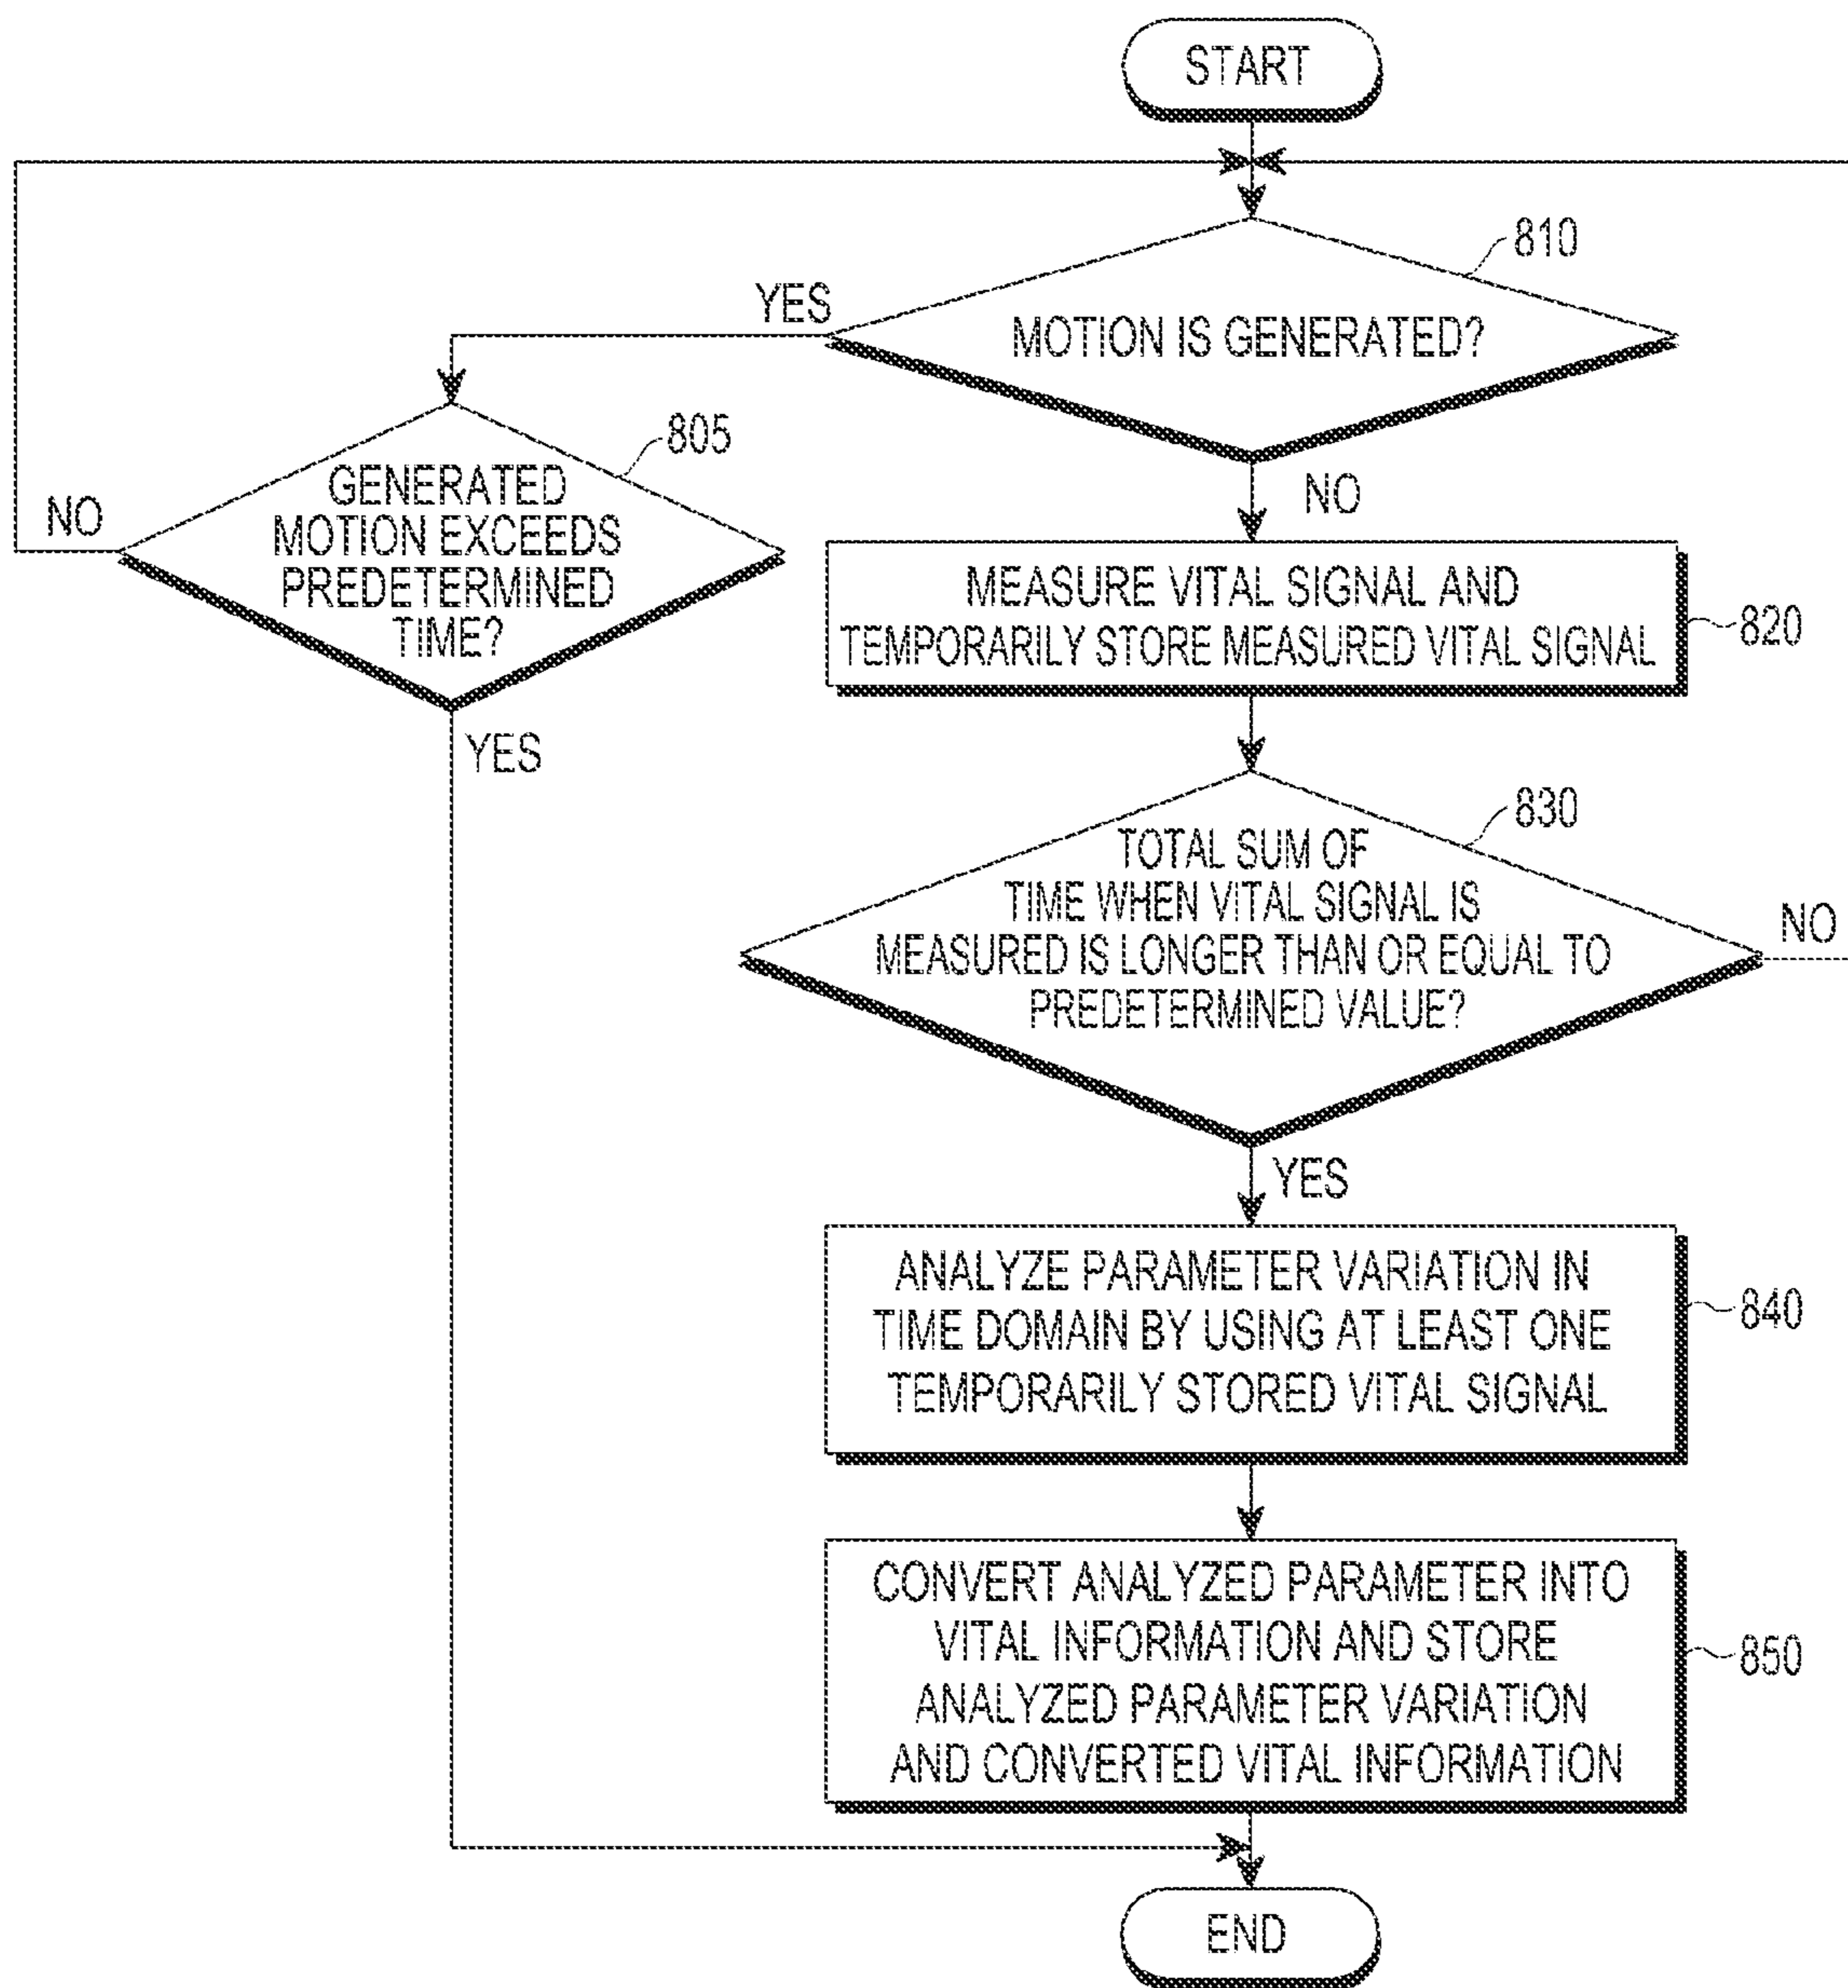 START
810
YES
MOTION IS GENERATED?
805
GENERATED
MOTION EXCEEDS
PREDETERMINED
TIME?
NO
YES
NO
MEASURE VITAL SIGNAL AND
TEMPORARILY STORE MEASURED VITAL SIGNAL
820
830
TOTAL SUM OF
TIME WHEN VITAL SIGNAL IS
MEASURED IS LONGER THAN OR EQUAL TO
PREDETERMINED VALUE?
NO
YES
ANALYZE PARAMETER VARIATION IN
TIME DOMAIN BY USING AT LEAST ONE
TEMPORARILY STORED VITAL SIGNAL
840
CONVERT ANALYZED PARAMETER INTO
VITAL INFORMATION AND STORE
ANALYZED PARAMETER VARIATION
AND CONVERTED VITAL INFORMATION
850
END